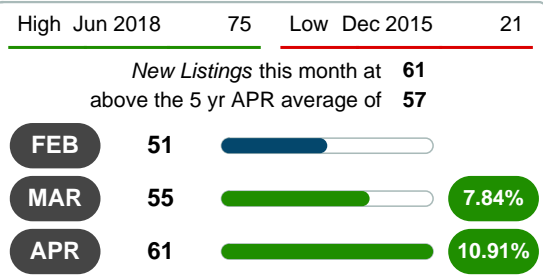 High Jun 2018 75 Low Dec 2015 21
New Listings this month at 61
above the 5 yr APR average of 57
FEB 51
MAR 55 7.84%
APR 61 10.91%